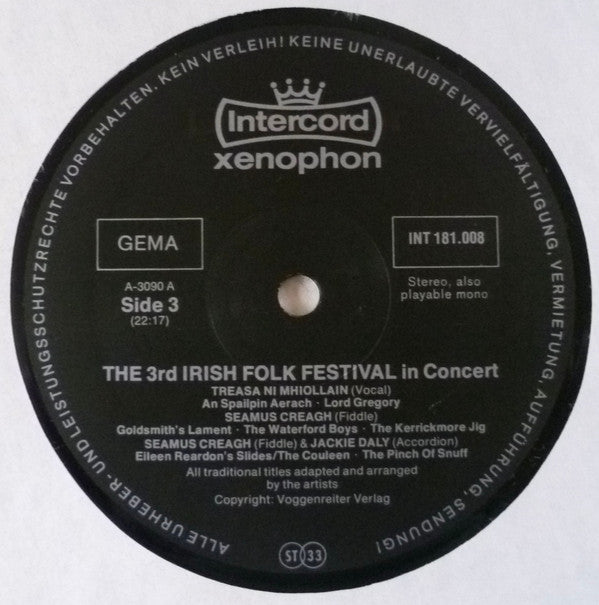 ALLE URHEBER- UND LEISTUNGSSCHUTZRECHTE VORBEHALTEN. KEIN VERLEIH! KEINE UNERLAUBTE VERVIELFÄLTIGUNG, VERMIETUNG, AUFFÜHRUNG, SENDUNG!
Intercord
xenophon
GEMA
INT 181.008
A-3090 A
Side 3
(22:17)
Stereo, also
playable mono
THE 3rd IRISH FOLK FESTIVAL in Concert
TREASA NI MHIOLLAIN (Vocal)
An Spailpin Aerach · Lord Gregory
SEAMUS CREAGH (Fiddle)
Goldsmith's Lament · The Waterford Boys · The Kerrickmore Jig
SEAMUS CREAGH (Fiddle) & JACKIE DALY (Accordion)
Eileen Reardon's Slides/The Couleen · The Pinch Of Snuff
All traditional titles adapted and arranged
by the artists
Copyright: Voggenreiter Verlag
ST 33